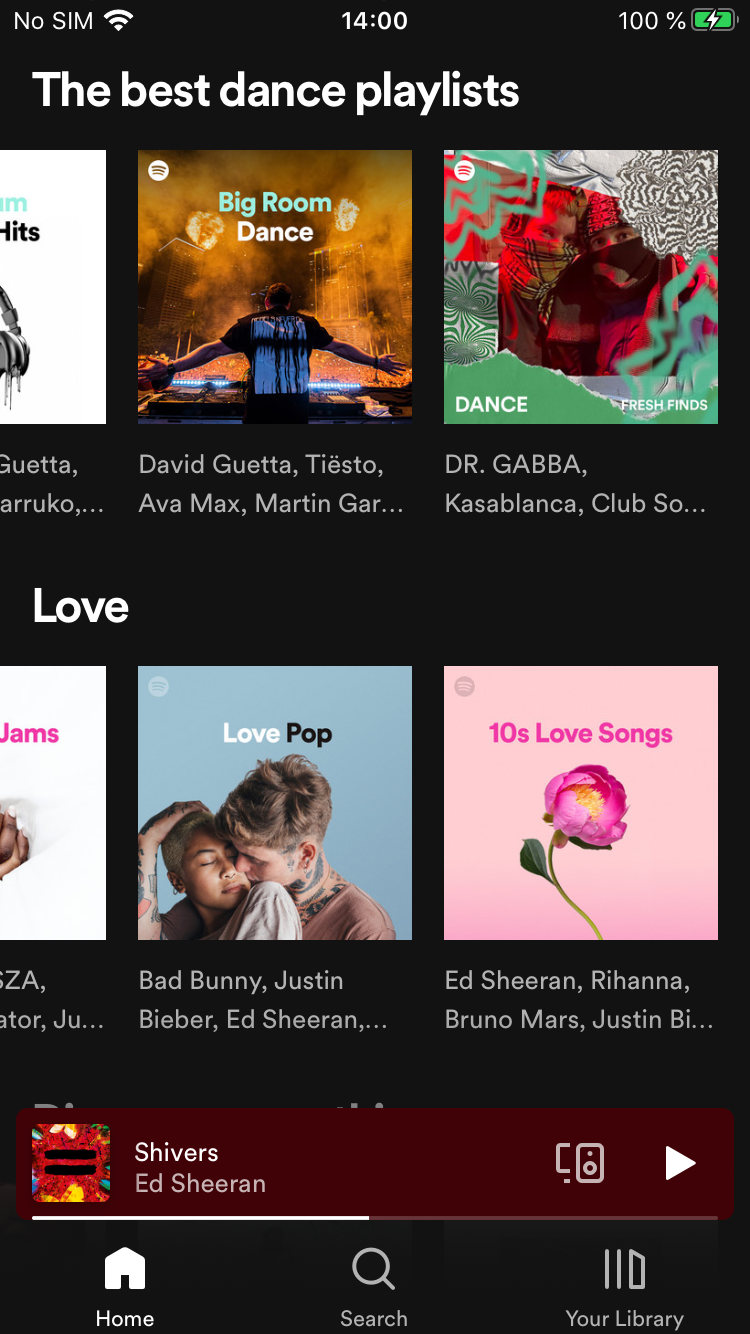 No SIM 14:00 100 %
The best dance playlists
Hits
Big Room
Dance
DANCE FRESH FINDS
Guetta,
arruko,...
David Guetta, Tiësto,
Ava Max, Martin Gar...
DR. GABBA,
Kasablanca, Club So...
Love
Jams
Love Pop
10s Love Songs
SZA,
ator, Ju...
Bad Bunny, Justin
Bieber, Ed Sheeran,...
Ed Sheeran, Rihanna,
Bruno Mars, Justin Bi...
Shivers
Ed Sheeran
Home Search Your Library